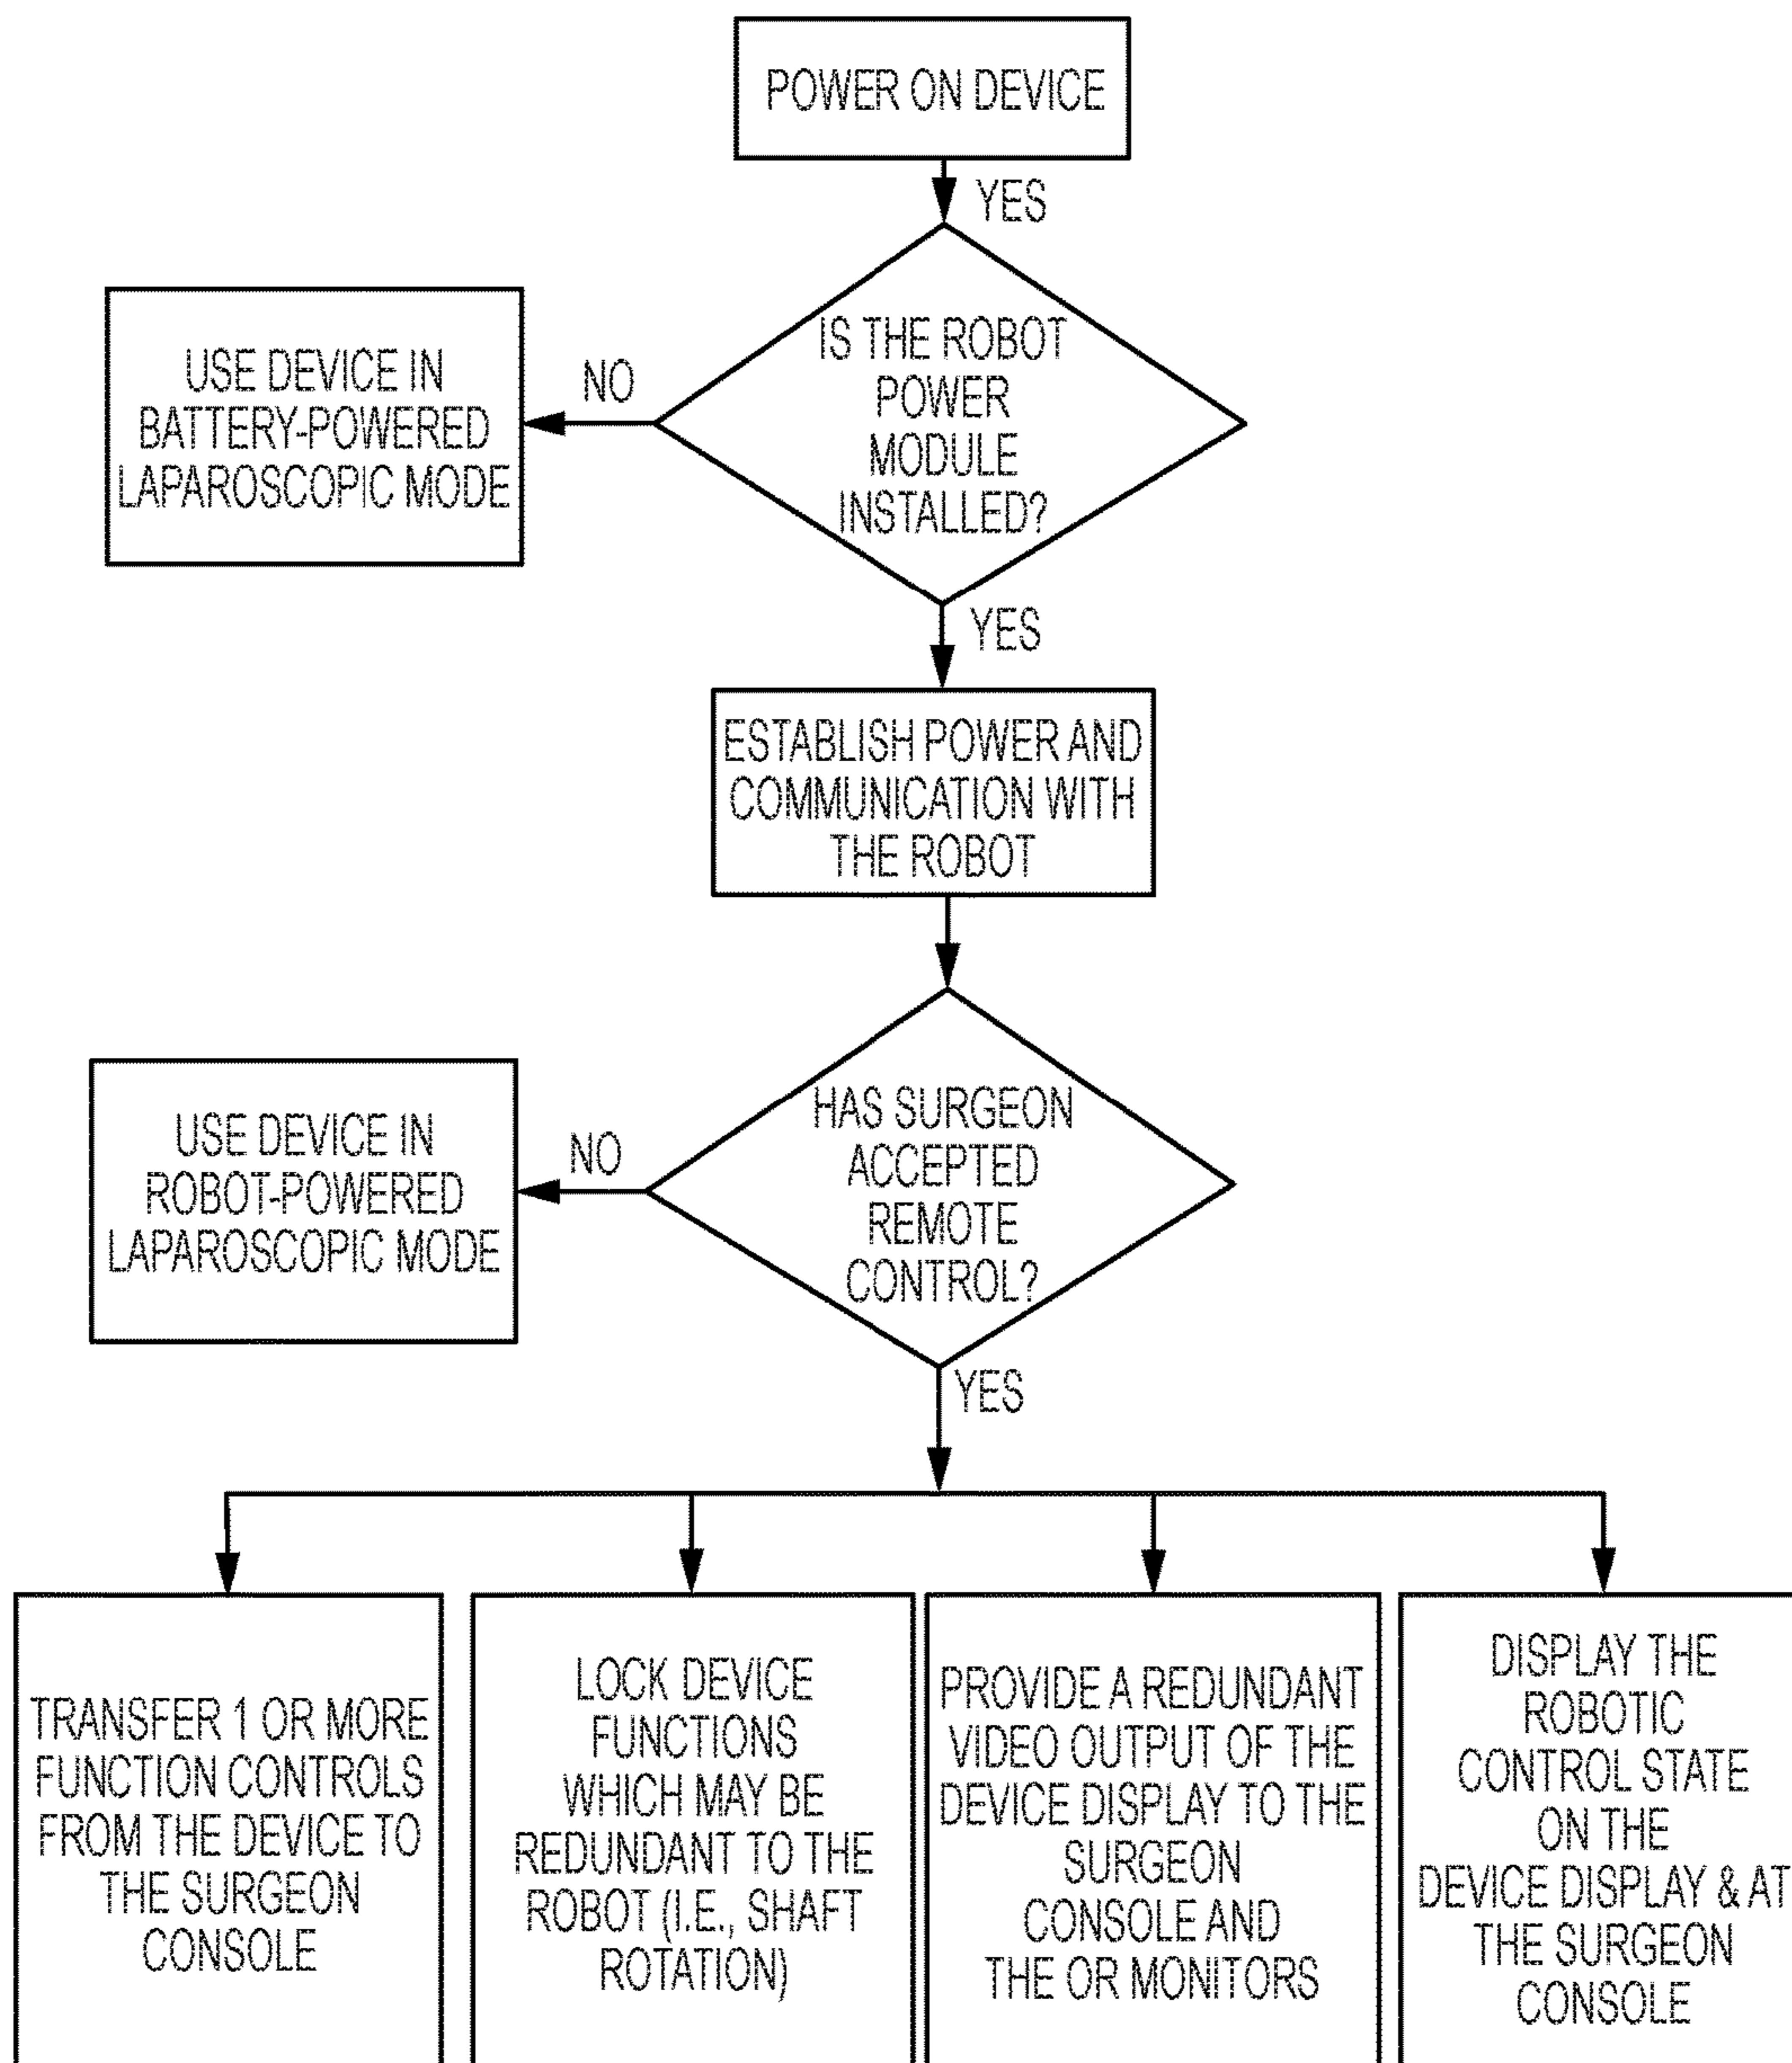 POWER ON DEVICE
YES
IS THE ROBOT
POWER
MODULE
INSTALLED?
NO
USE DEVICE IN
BATTERY-POWERED
LAPAROSCOPIC MODE
YES
ESTABLISH POWER AND
COMMUNICATION WITH
THE ROBOT
HAS SURGEON
ACCEPTED
REMOTE
CONTROL?
NO
USE DEVICE IN
ROBOT-POWERED
LAPAROSCOPIC MODE
YES
TRANSFER 1 OR MORE
FUNCTION CONTROLS
FROM THE DEVICE TO
THE SURGEON
CONSOLE
LOCK DEVICE
FUNCTIONS
WHICH MAY BE
REDUNDANT TO THE
ROBOT (I.E., SHAFT
ROTATION)
PROVIDE A REDUNDANT
VIDEO OUTPUT OF THE
DEVICE DISPLAY TO THE
SURGEON
CONSOLE AND
THE OR MONITORS
DISPLAY THE
ROBOTIC
CONTROL STATE
ON THE
DEVICE DISPLAY & AT
THE SURGEON
CONSOLE